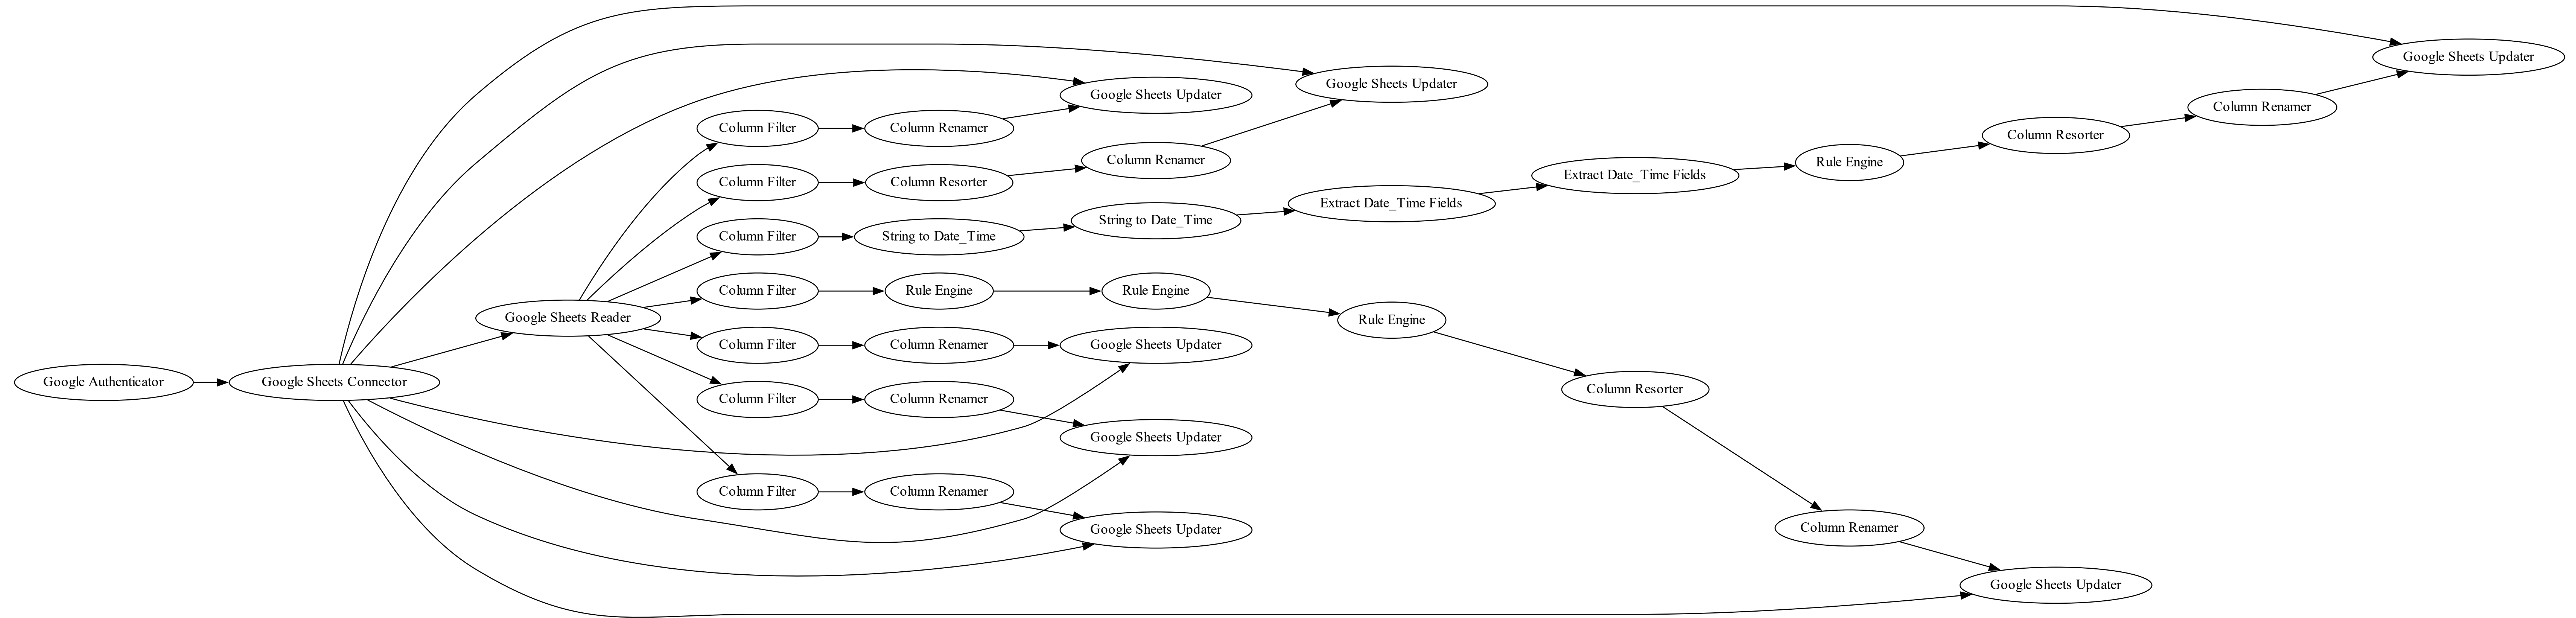 Google Sheets Updater
Google Sheets Updater
Google Sheets Updater
Column Renamer
Column Filter
Column Renamer
Column Resorter
Column Renamer
Rule Engine
Extract Date_Time Fields
Column Filter
Column Resorter
Extract Date_Time Fields
String to Date_Time
Column Filter
String to Date_Time
Column Filter
Rule Engine
Rule Engine
Google Sheets Reader
Rule Engine
Column Filter
Column Renamer
Google Sheets Updater
Google Authenticator
Google Sheets Connector
Column Resorter
Column Filter
Column Renamer
Google Sheets Updater
Column Filter
Column Renamer
Column Renamer
Google Sheets Updater
Google Sheets Updater